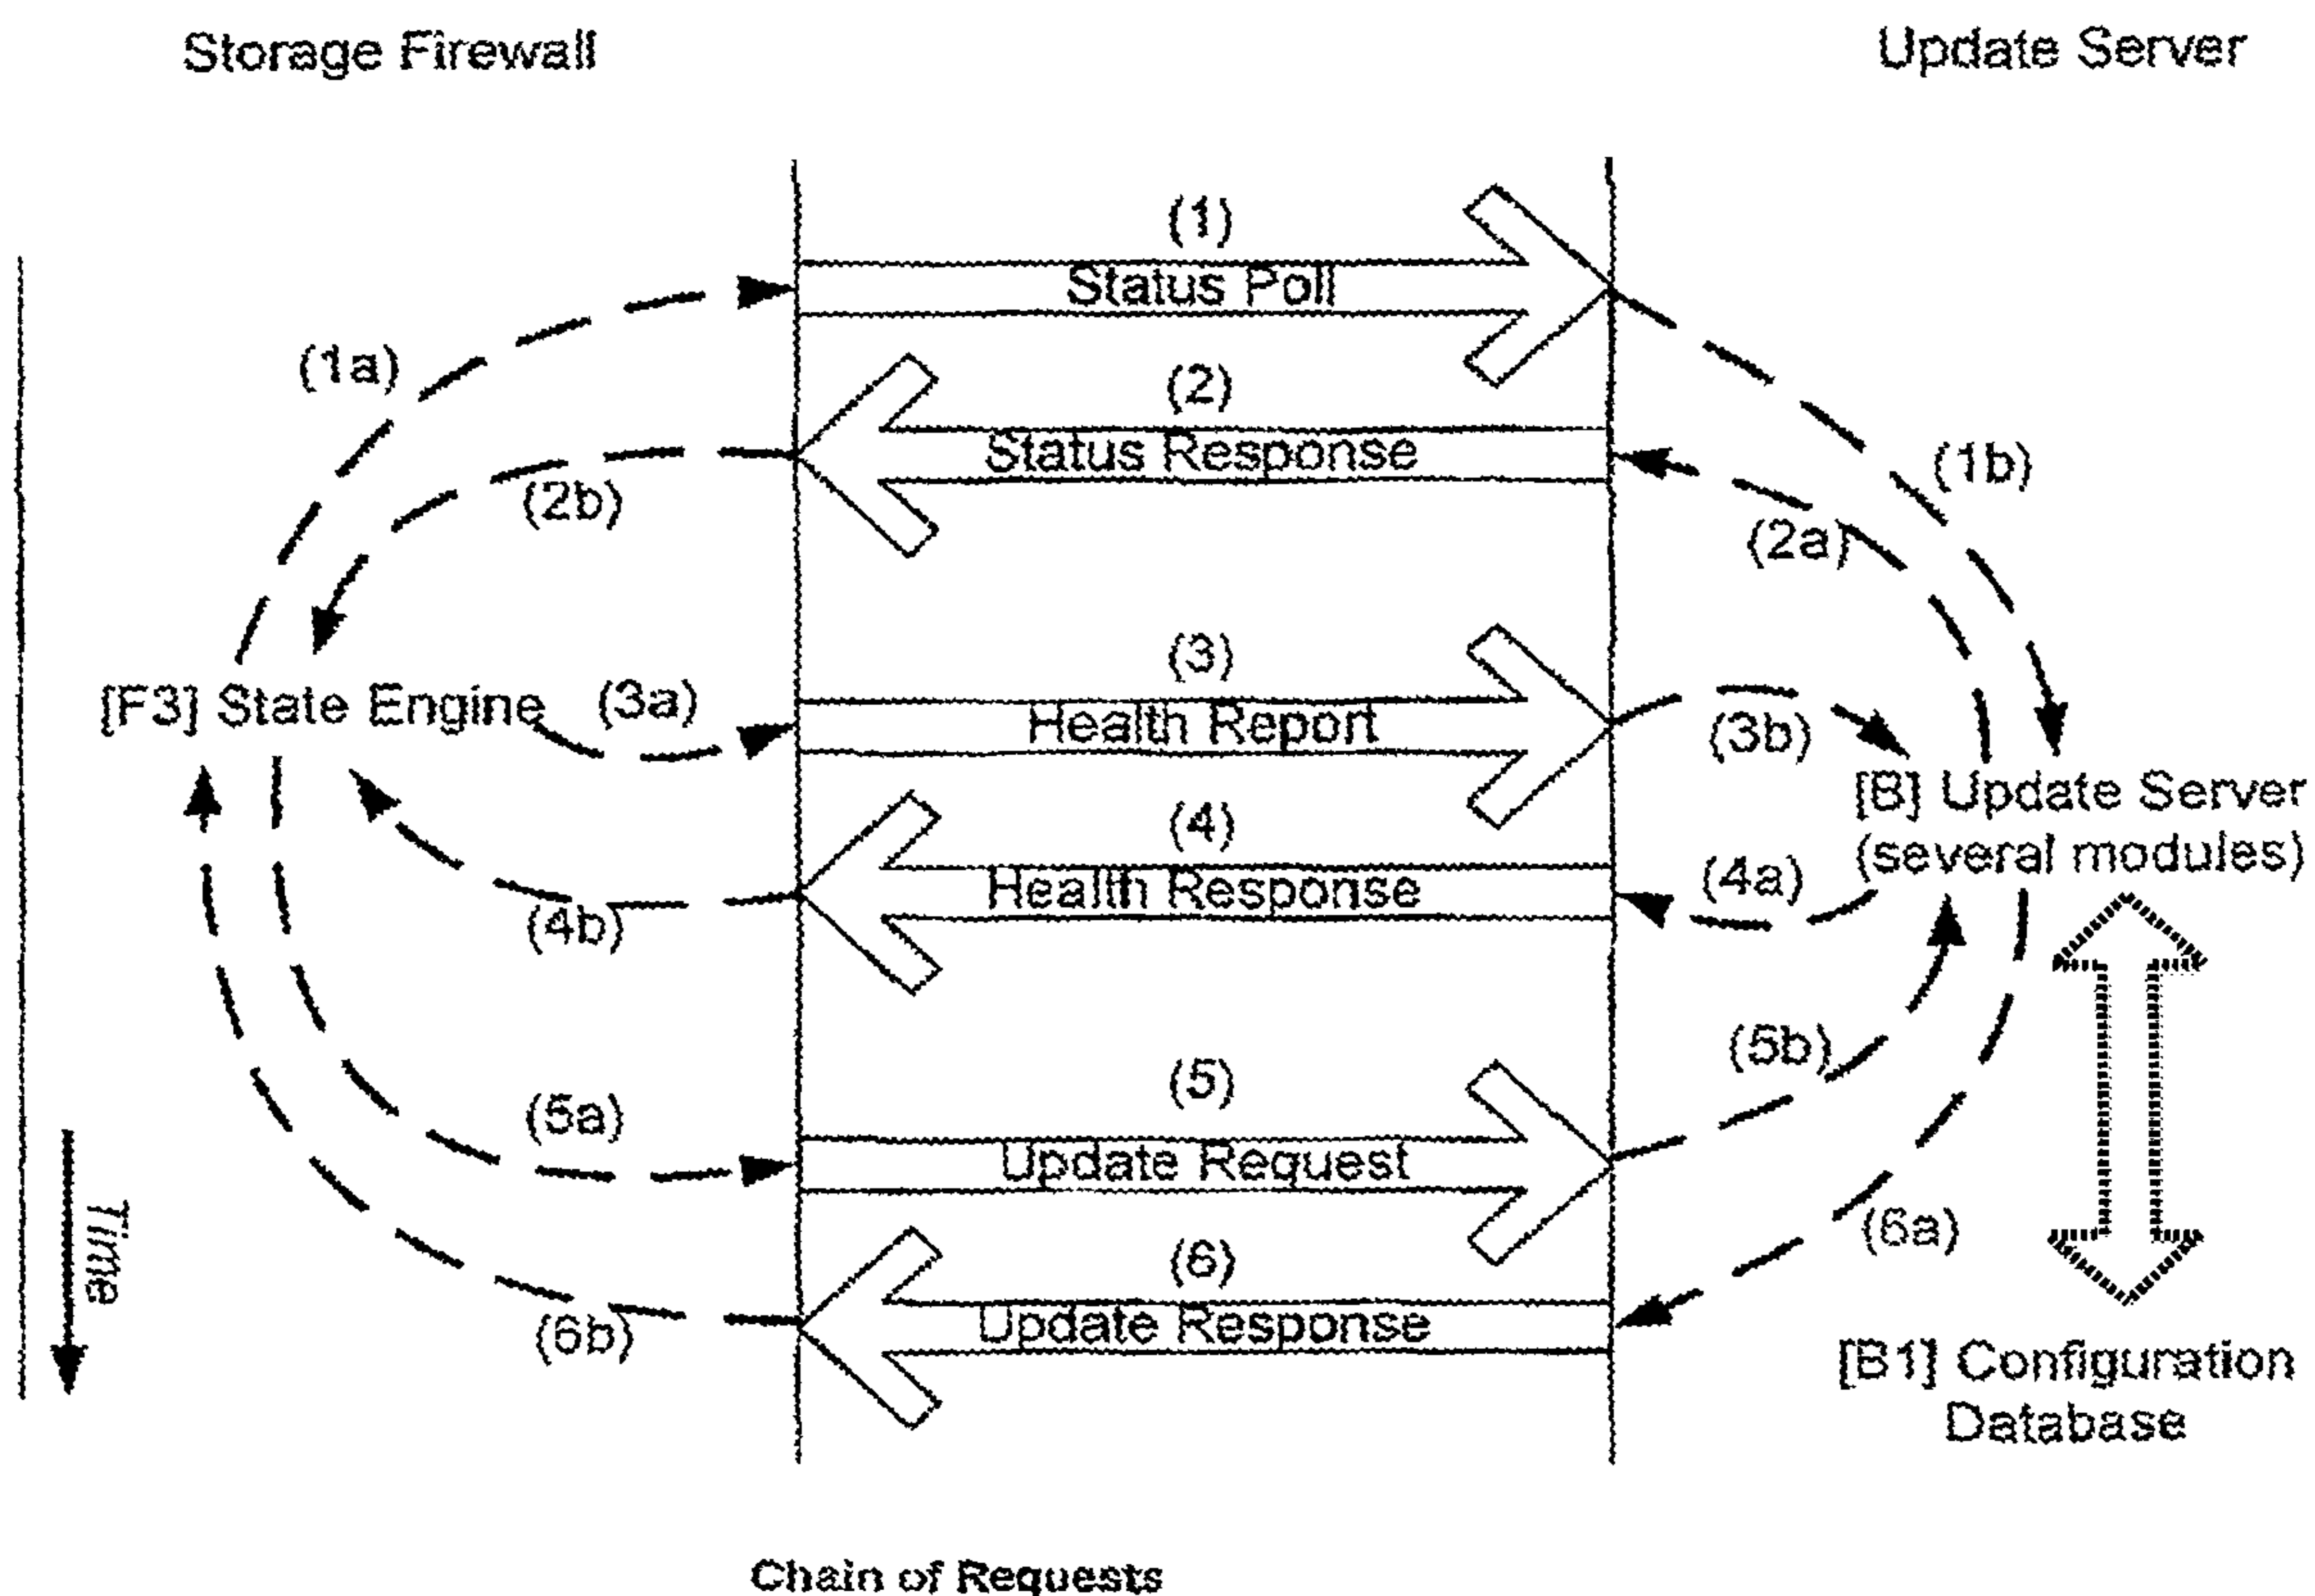 Storage Firewall
Update Server
(1)
Status Poll
(1a)
(2)
Status Response
(1b)
(2b)
(2a)
(3)
[F3] State Engine
(3a)
Health Report
(3b)
[B] Update Server
(several modules)
(4)
Health Response
(4a)
(4b)
(5b)
(5)
(5a)
Update Request
Time
(6a)
(6)
Update Response
(6b)
[B1] Configuration
Database
Chain of Requests